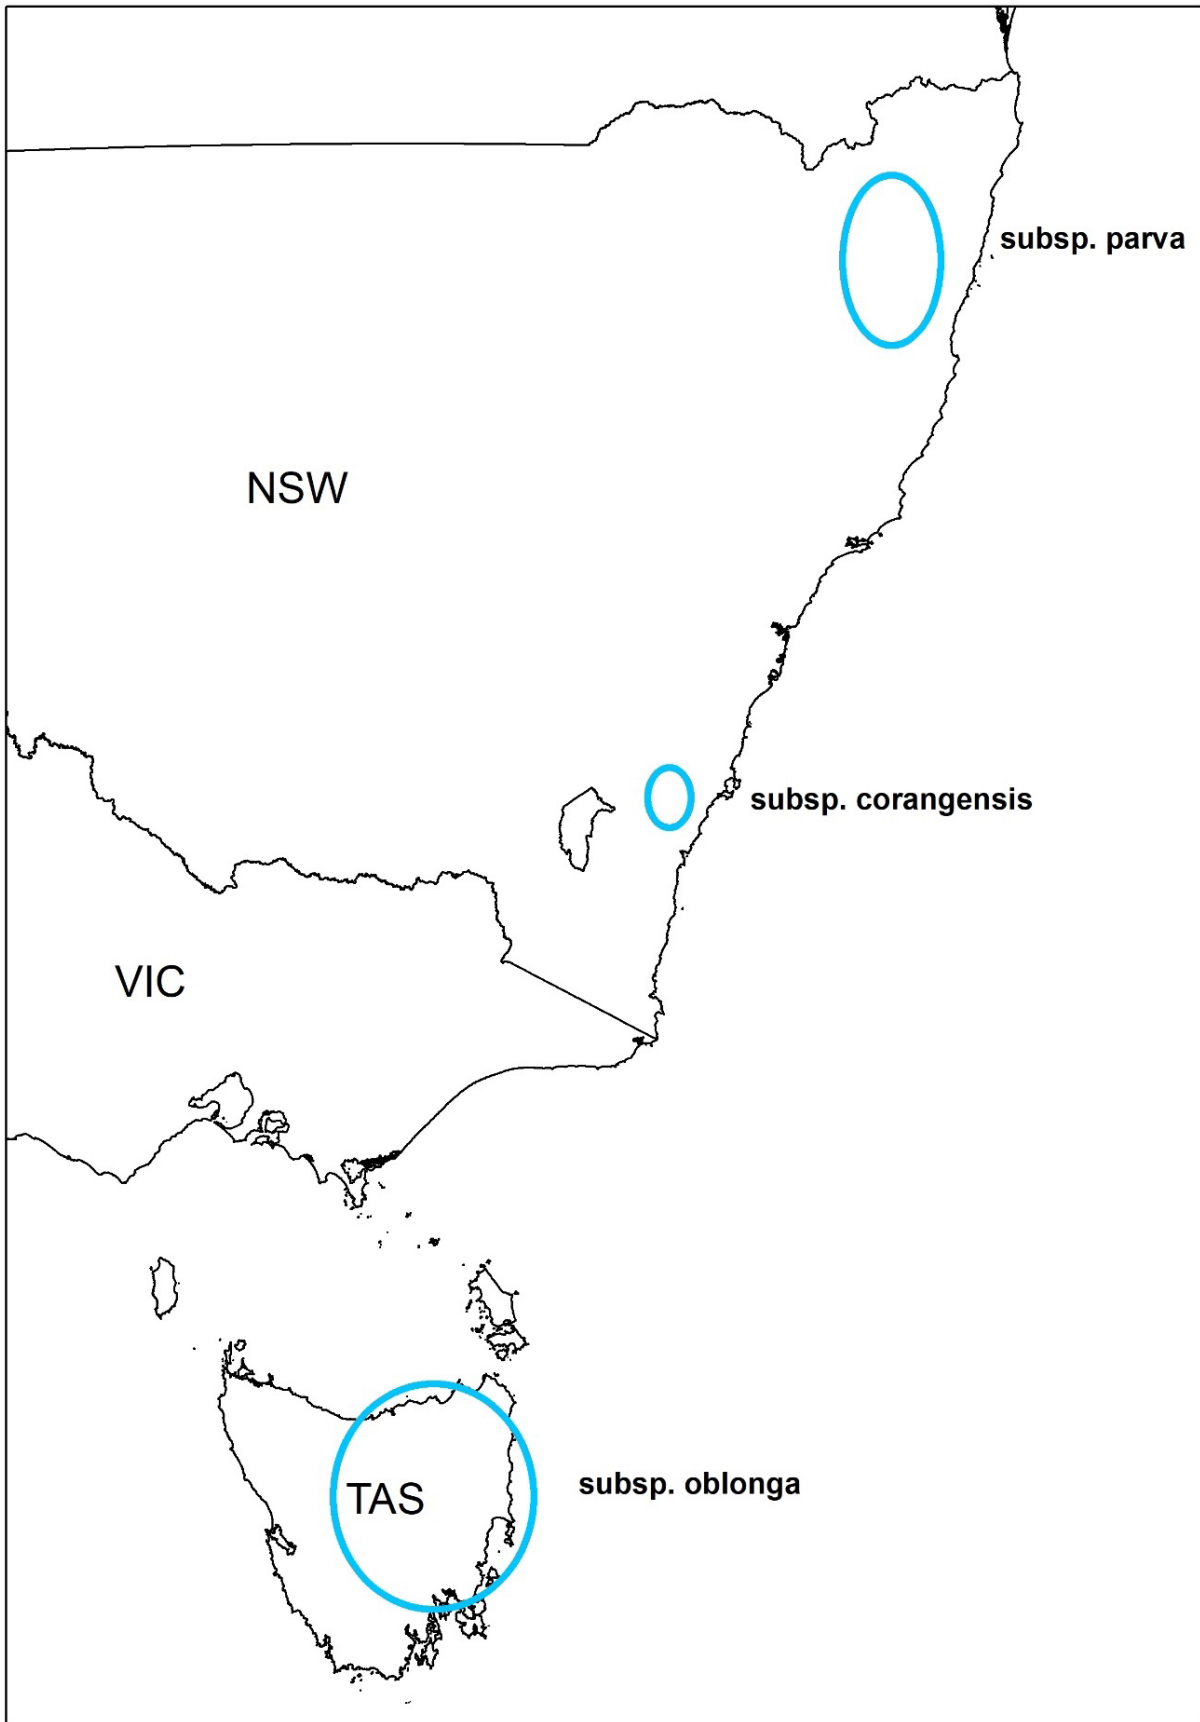 subsp. parva
NSW
subsp. corangensis
VIC
subsp. oblonga
TAS